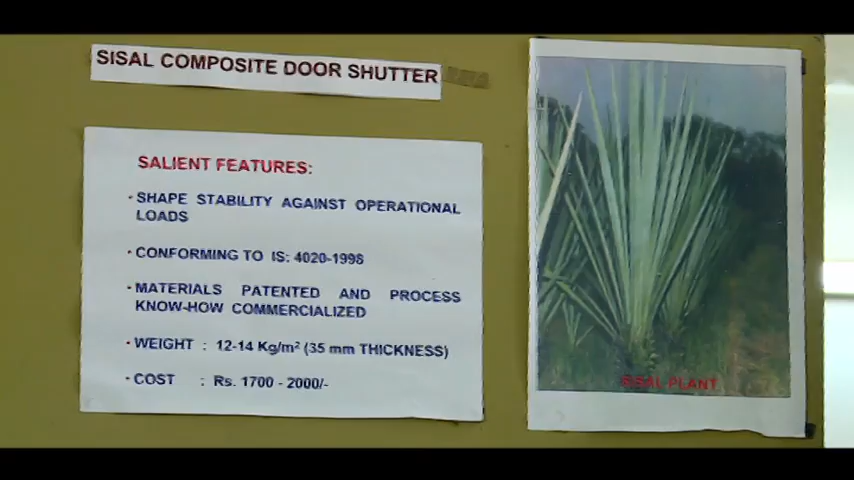 SISAL COMPOSITE DOOR SHUTTER
SALIENT FEATURES:
• SHAPE STABILITY AGAINST OPERATIONAL
LOADS
• CONFORMING TO IS: 4020-1998
• MATERIALS PATENTED AND PROCESS
KNOW-HOW COMMERCIALIZED
• WEIGHT : 12-14 Kg/m² (35 mm THICKNESS)
• COST : Rs. 1700 - 2000/-
SISAL PLANT